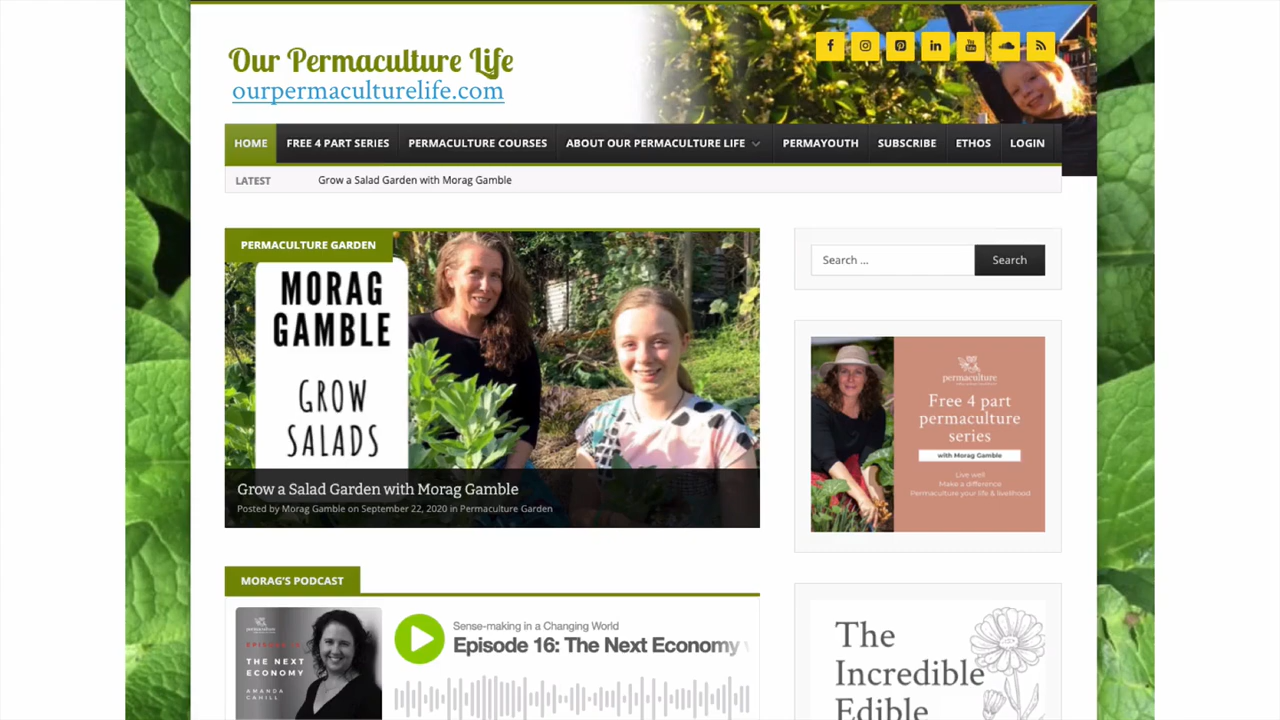 Our Permaculture Life
ourpermaculturelife.com
HOME FREE 4 PART SERIES PERMACULTURE COURSES ABOUT OUR PERMACULTURE LIFE PERMAYOUTH SUBSCRIBE ETHOS LOGIN
LATEST Grow a Salad Garden with Morag Gamble
PERMACULTURE GARDEN
MORAG
GAMBLE
GROW
SALADS
Grow a Salad Garden with Morag Gamble
Posted by Morag Gamble on September 22, 2020 in Permaculture Garden
Search ... Search
permaculture
Free 4 part
permaculture
series
with Morag Gamble
Live well
Make a difference
Permaculture your life & livelihood
MORAG'S PODCAST
permaculture
THE NEXT
ECONOMY
AMANDA
CAHILL
Sense-making in a Changing World
Episode 16: The Next Economy
The
Incredible
Edible